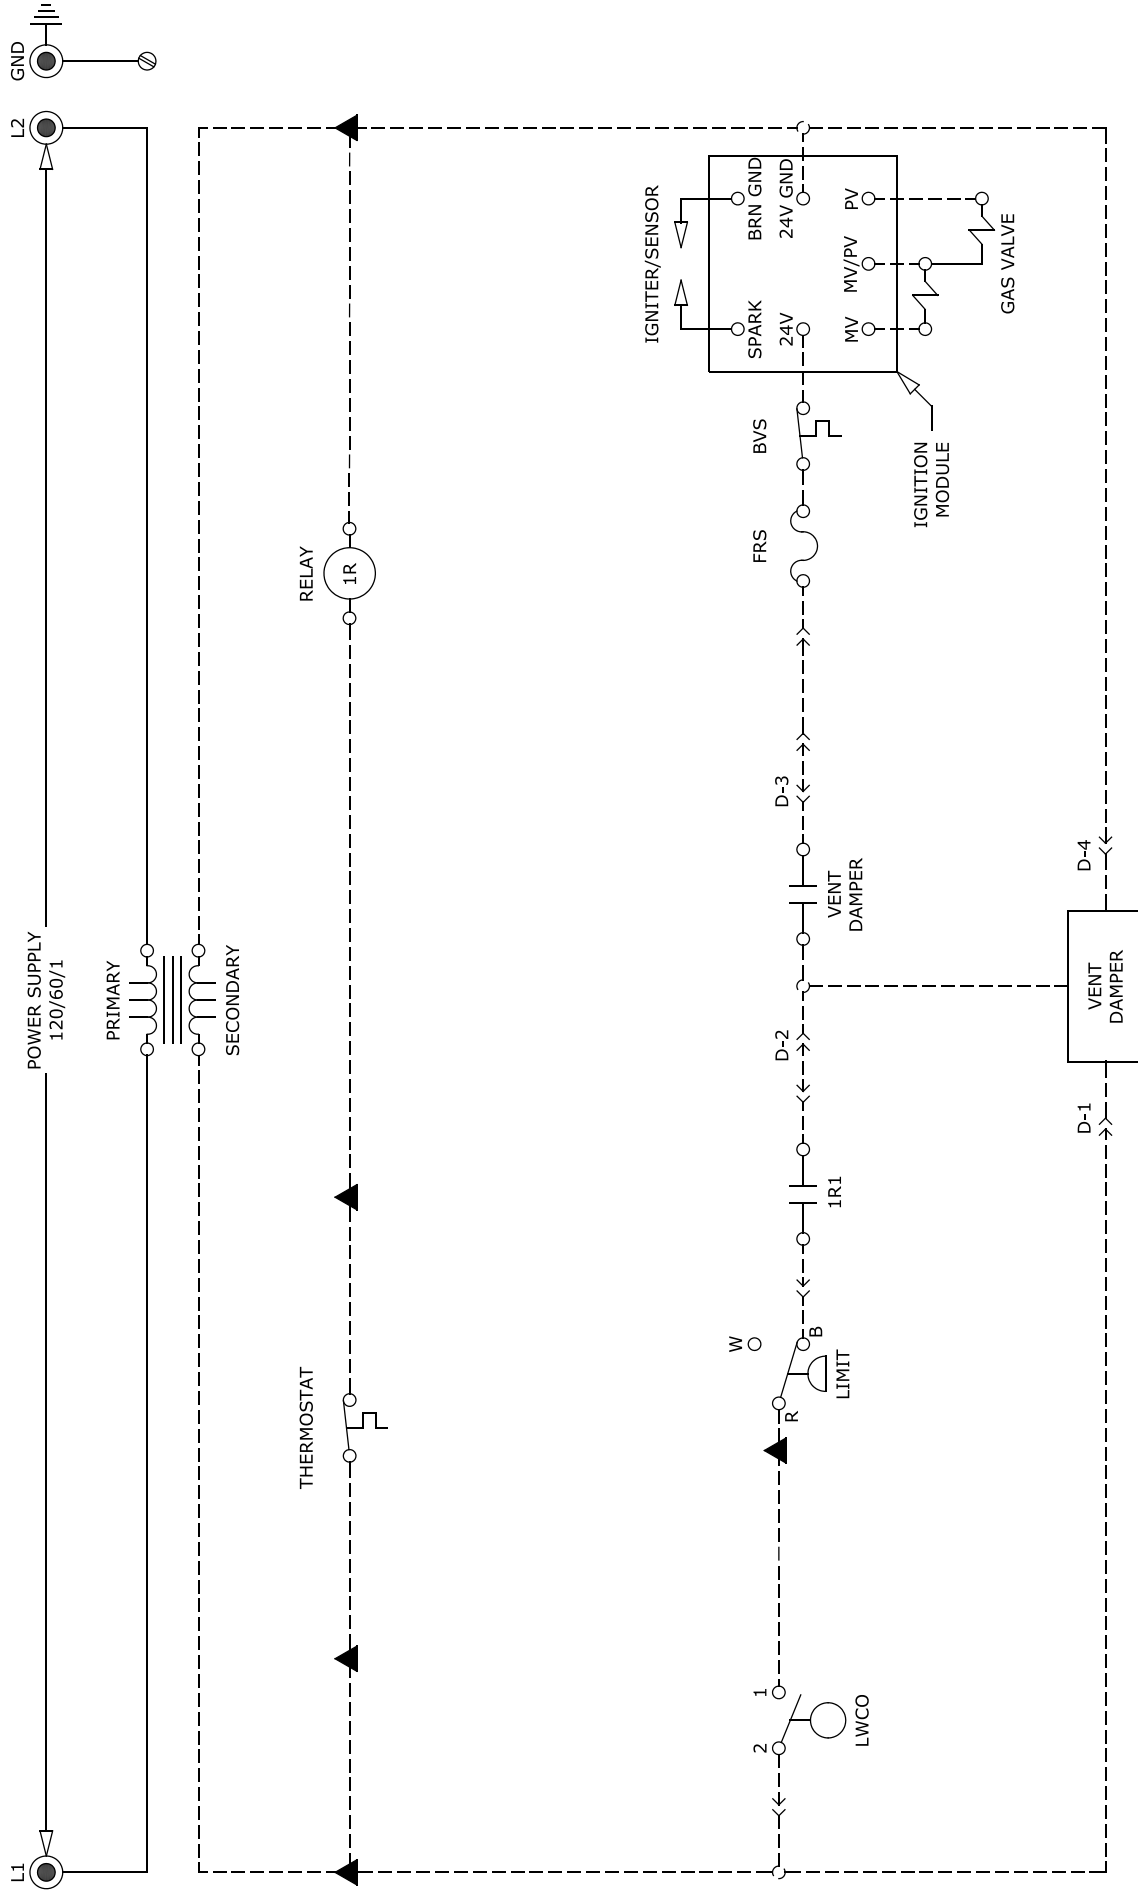 L1
POWER SUPPLY
120/60/1
L2
GND
PRIMARY
SECONDARY
THERMOSTAT
RELAY
1R
LWCO
2
1
R
LIMIT
W
B
1R1
D-2
VENT
DAMPER
D-3
FRS
BVS
IGNITER/SENSOR
SPARK
BRN GND
24V
24V GND
MV
MV/PV
PV
IGNITION
MODULE
GAS VALVE
D-1
VENT
DAMPER
D-4